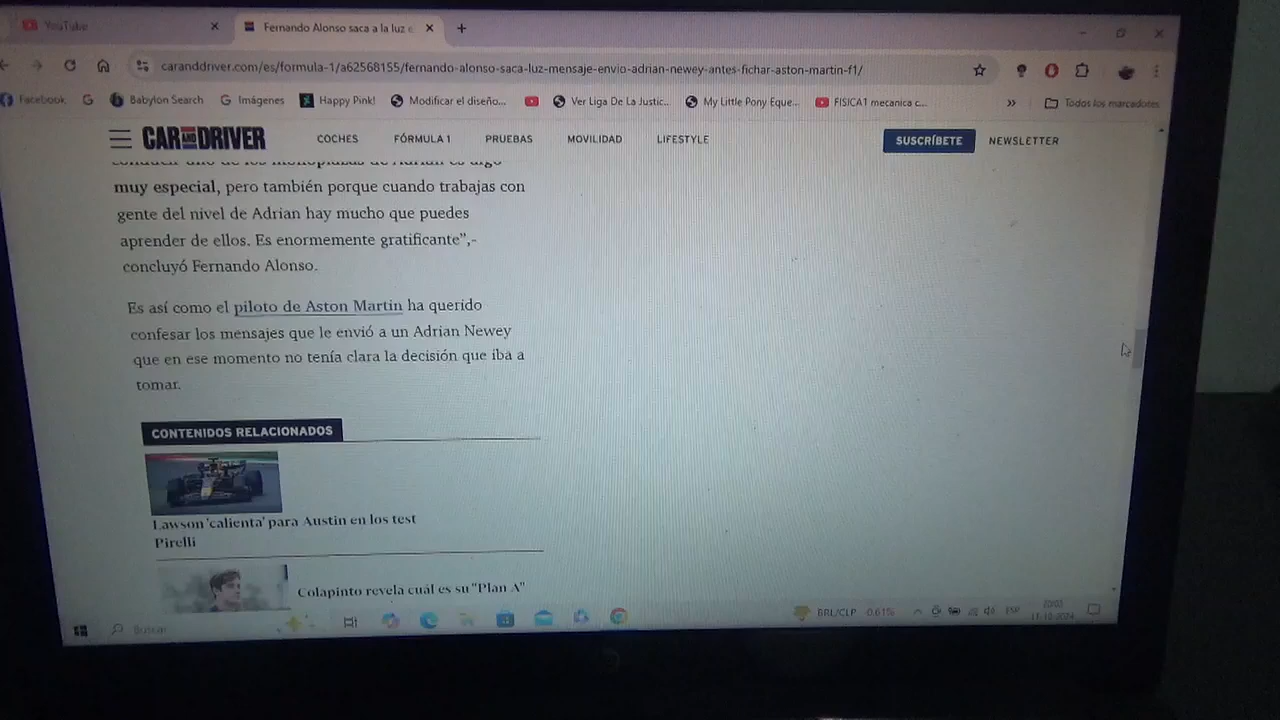 YouTube
Fernando Alonso saca a la luz e
caranddriver.com/es/formula-1/a62568155/fernando-alonso-saca-luz-mensaje-envio-adrian-newey-antes-fichar-aston-martin-f1/
Facebook
Babylon Search
Imágenes
Happy Pink!
Modificar el diseño...
Ver Liga De La Justic...
My Little Pony Eque...
FISICA1 mecanica c...
Todos los marcadores
CAR AND DRIVER
COCHES
FÓRMULA 1
PRUEBAS
MOVILIDAD
LIFESTYLE
SUSCRÍBETE
NEWSLETTER
muy especial, pero también porque cuando trabajas con
gente del nivel de Adrian hay mucho que puedes
aprender de ellos. Es enormemente gratificante”,-
concluyó Fernando Alonso.
Es así como el piloto de Aston Martin ha querido
confesar los mensajes que le envió a un Adrian Newey
que en ese momento no tenía clara la decisión que iba a
tomar.
CONTENIDOS RELACIONADOS
Lawson 'calienta' para Austin en los test
Pirelli
Colapinto revela cuál es su "Plan A"
Buscar
BRL/CLP -0.61%
ESP